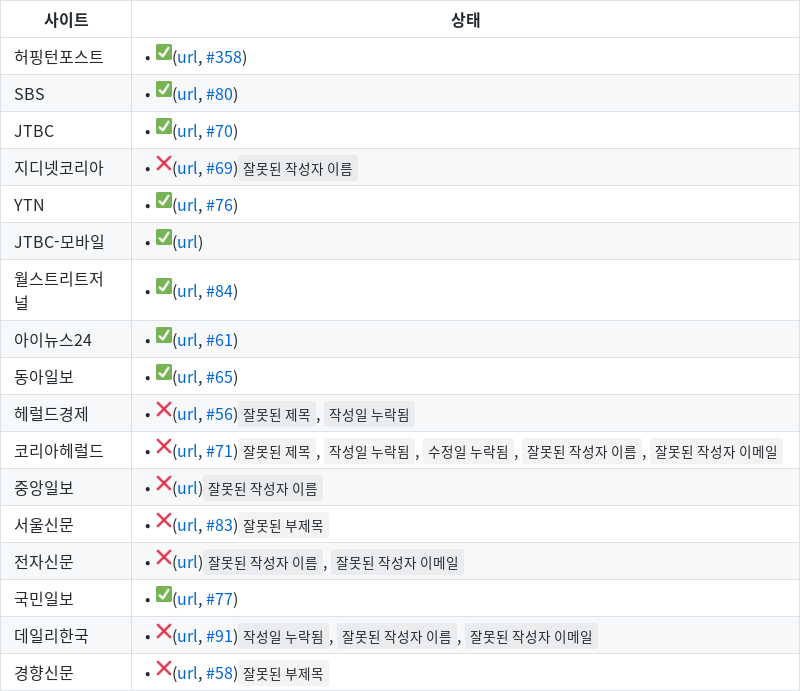 사이트 상태
허핑턴포스트 • ✅(url, #358)
SBS • ✅(url, #80)
JTBC • ✅(url, #70)
지디넷코리아 • ❌(url, #69) 잘못된 작성자 이름
YTN • ✅(url, #76)
JTBC-모바일 • ✅(url)
월스트리트저
널 • ✅(url, #84)
아이뉴스24 • ✅(url, #61)
동아일보 • ✅(url, #65)
헤럴드경제 • ❌(url, #56) 잘못된 제목 , 작성일 누락됨
코리아헤럴드 • ❌(url, #71) 잘못된 제목 , 작성일 누락됨 , 수정일 누락됨 , 잘못된 작성자 이름 , 잘못된 작성자 이메일
중앙일보 • ❌(url) 잘못된 작성자 이름
서울신문 • ❌(url, #83) 잘못된 부제목
전자신문 • ❌(url) 잘못된 작성자 이름 , 잘못된 작성자 이메일
국민일보 • ✅(url, #77)
데일리한국 • ❌(url, #91) 작성일 누락됨 , 잘못된 작성자 이름 , 잘못된 작성자 이메일
경향신문 • ❌(url, #58) 잘못된 부제목